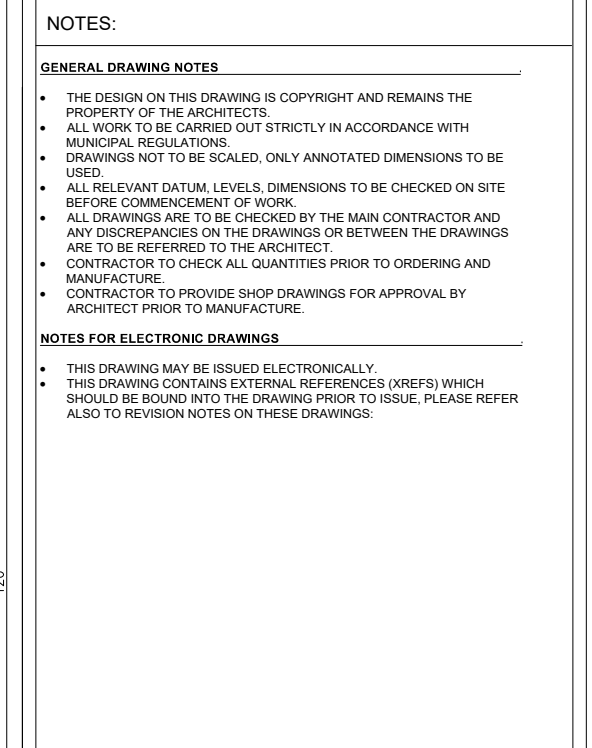 NOTES:
GENERAL DRAWING NOTES .
• THE DESIGN ON THIS DRAWING IS COPYRIGHT AND REMAINS THE
PROPERTY OF THE ARCHITECTS.
• ALL WORK TO BE CARRIED OUT STRICTLY IN ACCORDANCE WITH
MUNICIPAL REGULATIONS.
• DRAWINGS NOT TO BE SCALED, ONLY ANNOTATED DIMENSIONS TO BE
USED.
• ALL RELEVANT DATUM, LEVELS, DIMENSIONS TO BE CHECKED ON SITE
BEFORE COMMENCEMENT OF WORK.
• ALL DRAWINGS ARE TO BE CHECKED BY THE MAIN CONTRACTOR AND
ANY DISCREPANCIES ON THE DRAWINGS OR BETWEEN THE DRAWINGS
ARE TO BE REFERRED TO THE ARCHITECT.
• CONTRACTOR TO CHECK ALL QUANTITIES PRIOR TO ORDERING AND
MANUFACTURE.
• CONTRACTOR TO PROVIDE SHOP DRAWINGS FOR APPROVAL BY
ARCHITECT PRIOR TO MANUFACTURE.
NOTES FOR ELECTRONIC DRAWINGS .
• THIS DRAWING MAY BE ISSUED ELECTRONICALLY.
• THIS DRAWING CONTAINS EXTERNAL REFERENCES (XREFS) WHICH
SHOULD BE BOUND INTO THE DRAWING PRIOR TO ISSUE, PLEASE REFER
ALSO TO REVISION NOTES ON THESE DRAWINGS: